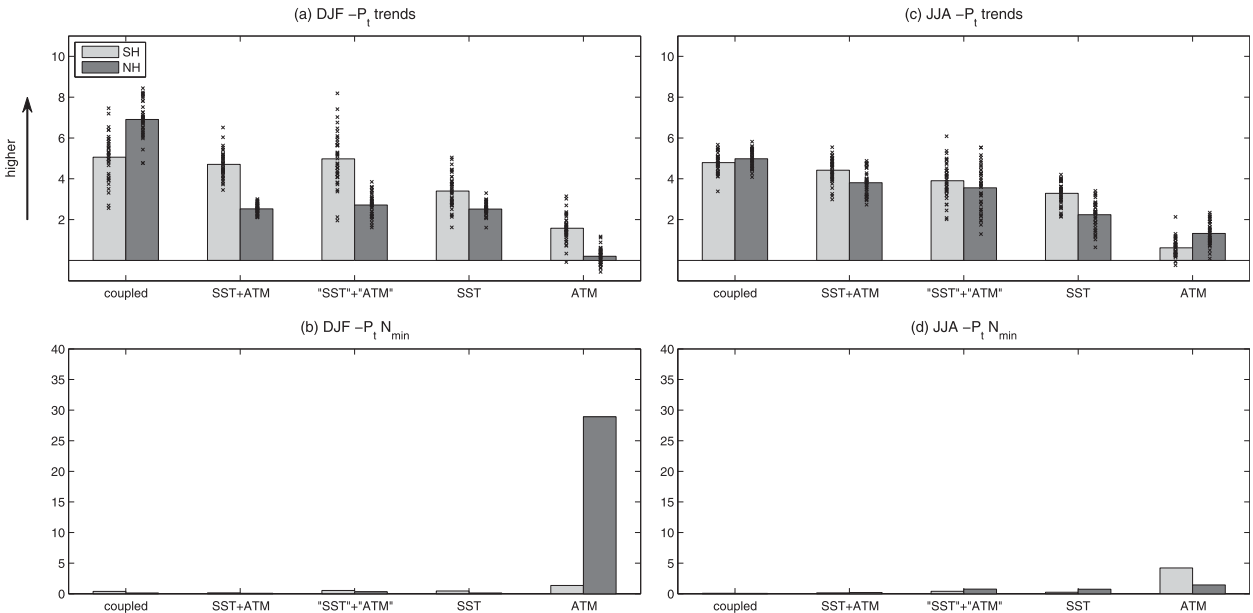 (a) DJF −Pt trends
10
8
6
4
2
SH
NH
higher
coupled
SST+ATM
"SST"+"ATM"
SST
ATM
(c) JJA −Pt trends
10
8
6
4
2
coupled
SST+ATM
"SST"+"ATM"
SST
ATM
(b) DJF −Pt Nmin
40
35
30
25
20
15
10
5
0
coupled
SST+ATM
"SST"+"ATM"
SST
ATM
(d) JJA −Pt Nmin
40
35
30
25
20
15
10
5
0
coupled
SST+ATM
"SST"+"ATM"
SST
ATM